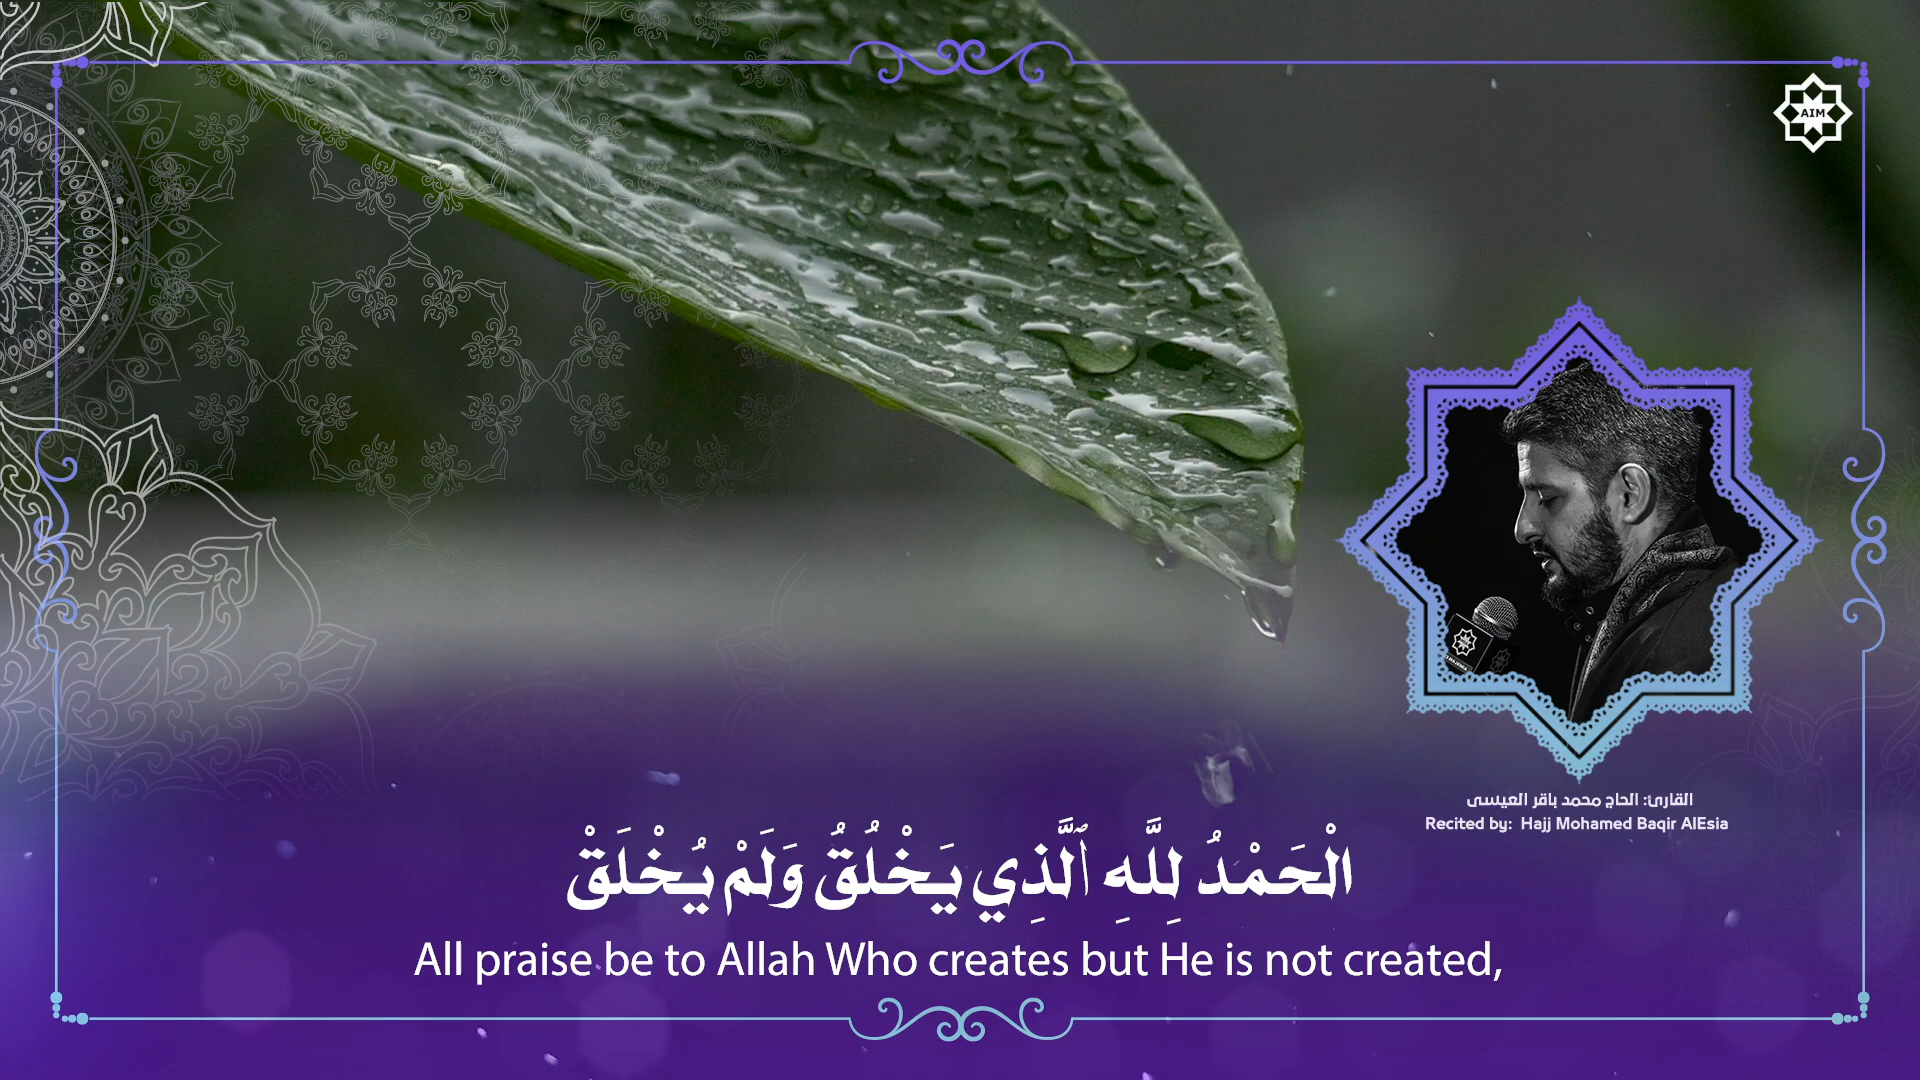 AIM
القارئ: الحاج محمد باقر العيسى
Recited by: Hajj Mohamed Baqir AlEsia
الْحَمْدُ لِلَّهِ ٱلَّذِي يَخْلُقُ وَلَمْ يُخْلَقْ
All praise be to Allah Who creates but He is not created,